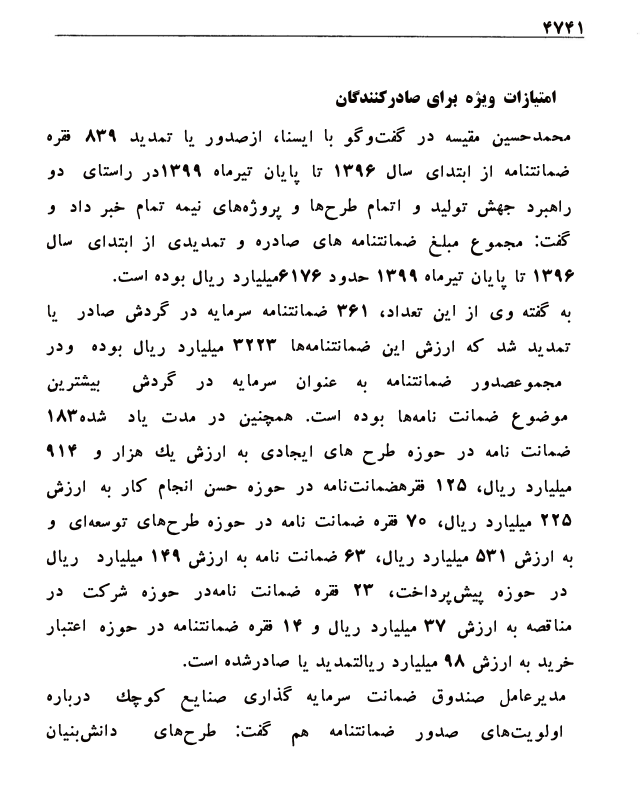 ۴۷۴۱
امتیازات ویژه برای صادرکنندگان
محمدحسین مقیسه در گفت‌وگو با ایسنا، ازصدور یا تمدید ۸۳۹ فقره
ضمانتنامه از ابتدای سال ۱۳۹۶ تا پایان تیرماه ۱۳۹۹در راستای دو
راهبرد جهش تولید و اتمام طرح‌ها و پروژه‌های نیمه تمام خبر داد و
گفت: مجموع مبلغ ضمانتنامه های صادره و تمدیدی از ابتدای سال
۱۳۹۶ تا پایان تیرماه ۱۳۹۹ حدود ۶۱۷۶میلیارد ریال بوده است.
به گفته وی از این تعداد، ۳۶۱ ضمانتنامه سرمایه در گردش صادر یا
تمدید شد که ارزش این ضمانتنامه‌ها ۳۲۲۳ میلیارد ریال بوده ودر
مجموعصدور ضمانتنامه به عنوان سرمایه در گردش بیشترین
موضوع ضمانت نامه‌ها بوده است. همچنین در مدت یاد شده۱۸۳
ضمانت نامه در حوزه طرح های ایجادی به ارزش یك هزار و ۹۱۴
میلیارد ریال، ۱۲۵ فقرهضمانت‌نامه در حوزه حسن انجام کار به ارزش
۲۲۵ میلیارد ریال، ۷۰ فقره ضمانت نامه در حوزه طرح‌های توسعه‌ای و
به ارزش ۵۳۱ میلیارد ریال، ۶۳ ضمانت نامه به ارزش ۱۴۹ میلیارد ریال
در حوزه پیش‌پرداخت، ۲۳ فقره ضمانت نامه‌در حوزه شرکت در
مناقصه به ارزش ۳۷ میلیارد ریال و ۱۴ فقره ضمانتنامه در حوزه اعتبار
خرید به ارزش ۹۸ میلیارد ریالتمدید یا صادرشده است.
مدیرعامل صندوق ضمانت سرمایه گذاری صنایع کوچك درباره
اولویت‌های صدور ضمانتنامه هم گفت: طرح‌های دانش‌بنیان